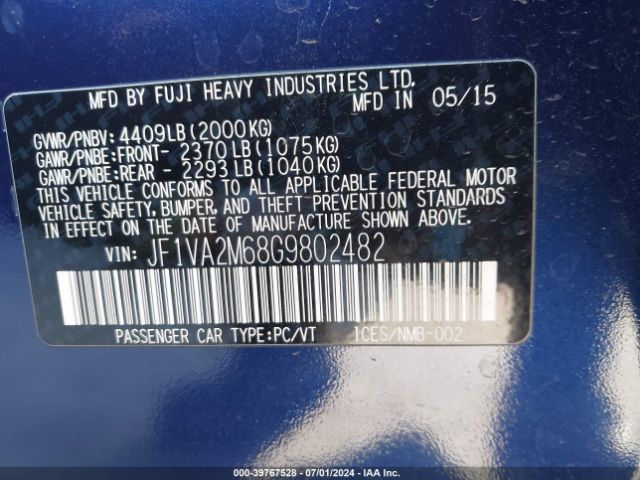 MFD BY FUJI HEAVY INDUSTRIES LTD.
MFD IN 05/15
GVWR/PNBV: 4409LB(2000KG)
GAWR/PNBE:FRONT- 2370LB(1075KG)
GAWR/PNBE:REAR - 2293LB(1040KG)
THIS VEHICLE CONFORMS TO ALL APPLICABLE FEDERAL MOTOR
VEHICLE SAFETY, BUMPER, AND THEFT PREVENTION STANDARDS
IN EFFECT ON THE DATE OF MANUFACTURE SHOWN ABOVE.
VIN: JF1VA2M68G9802482
PASSENGER CAR TYPE:PC/VT ICES/NMB-002
000-39767528 - 07/01/2024 - IAAI.COM